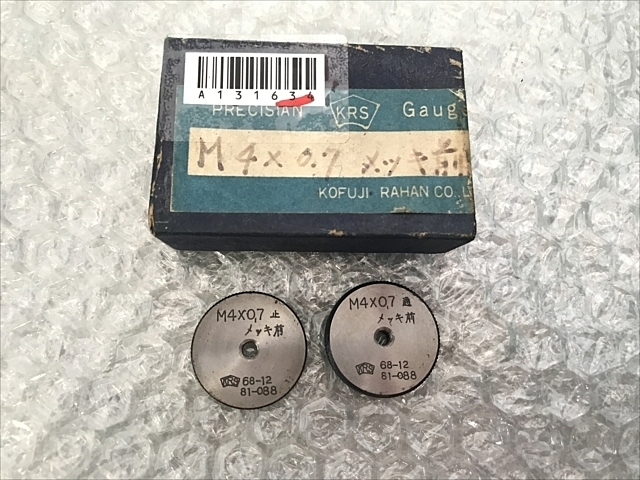 A131634
PRECISIAN KRS Gaug
M4×0.7 メッキ前
KOFUJI RAHAN CO., L
M4X0,7 止
メッキ前
KRS 68-12
81-088
M4X0,7 通
メッキ前
KRS 68-12
81-088